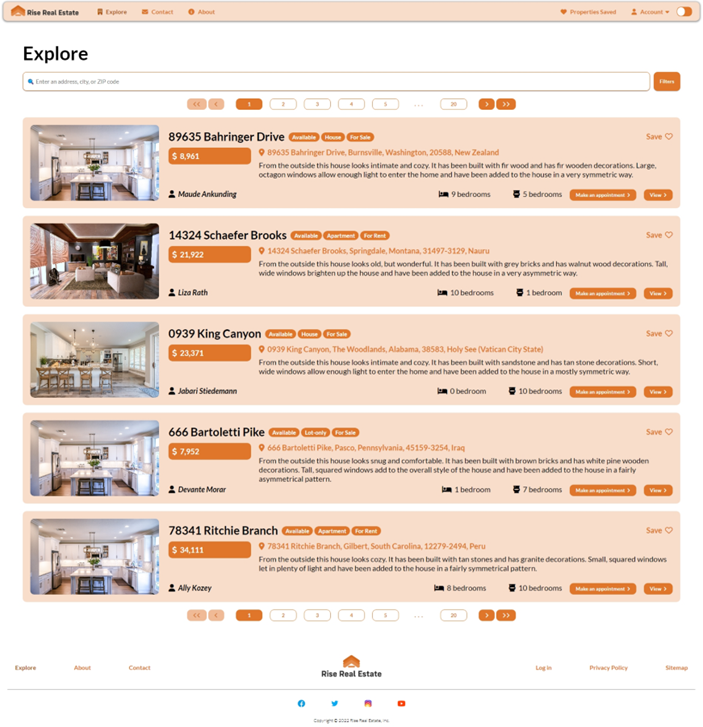 Rise Real Estate
Explore
Contact
About
Properties Saved
Account
Explore
Enter an address, city, or ZIP code
Filters
<< < 1 2 3 4 5 ... 20 > >>
89635 Bahringer Drive Available House For Sale
Save
$ 8,961
89635 Bahringer Drive, Burnsville, Washington, 20588, New Zealand
From the outside this house looks intimate and cozy. It has been built with fir wood and has fir wooden decorations. Large,
octagon windows allow enough light to enter the home and have been added to the house in a very symmetric way.
Maude Ankunding
9 bedrooms
5 bedrooms
Make an appointment >
View >
14324 Schaefer Brooks Available Apartment For Rent
Save
$ 21,922
14324 Schaefer Brooks, Springdale, Montana, 31497-3129, Nauru
From the outside this house looks old, but wonderful. It has been built with grey bricks and has walnut wood decorations. Tall,
wide windows brighten up the house and have been added to the house in a very asymmetric way.
Liza Rath
10 bedrooms
1 bedroom
Make an appointment >
View >
0939 King Canyon Available House For Sale
Save
$ 23,371
0939 King Canyon, The Woodlands, Alabama, 38583, Holy See (Vatican City State)
From the outside this house looks comfortable. It has been built with sandstone and has tan stone decorations. Short,
wide windows allow enough light to enter the home and have been added to the house in a mostly symmetric way.
Jabari Stiedemann
0 bedroom
10 bedrooms
Make an appointment >
View >
666 Bartoletti Pike Available Lot-only For Sale
Save
$ 7,952
666 Bartoletti Pike, Pasco, Pennsylvania, 45159-3254, Iraq
From the outside this house looks snug and comfortable. It has been built with brown bricks and has white pine wooden
decorations. Tall, squared windows add to the overall style of the house and have been added to the house in a fairly
asymmetrical pattern.
Devante Morar
1 bedroom
7 bedrooms
Make an appointment >
View >
78341 Ritchie Branch Available Apartment For Rent
Save
$ 34,111
78341 Ritchie Branch, Gilbert, South Carolina, 12279-2494, Peru
From the outside this house looks cozy. It has been built with tan stones and has granite decorations. Small, squared windows
let in plenty of light and have been added to the house in a fairly symmetrical pattern.
Ally Kozey
8 bedrooms
10 bedrooms
Make an appointment >
View >
<< < 1 2 3 4 5 ... 20 > >>
Explore
About
Contact
Rise Real Estate
Log in
Privacy Policy
Sitemap
Copyright © 2022 Rise Real Estate, Inc.